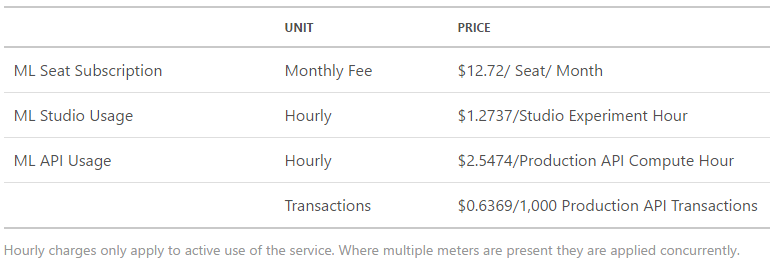 UNIT PRICE
ML Seat Subscription Monthly Fee $12.72/ Seat/ Month
ML Studio Usage Hourly $1.2737/Studio Experiment Hour
ML API Usage Hourly $2.5474/Production API Compute Hour
Transactions $0.6369/1,000 Production API Transactions
Hourly charges only apply to active use of the service. Where multiple meters are present they are applied concurrently.